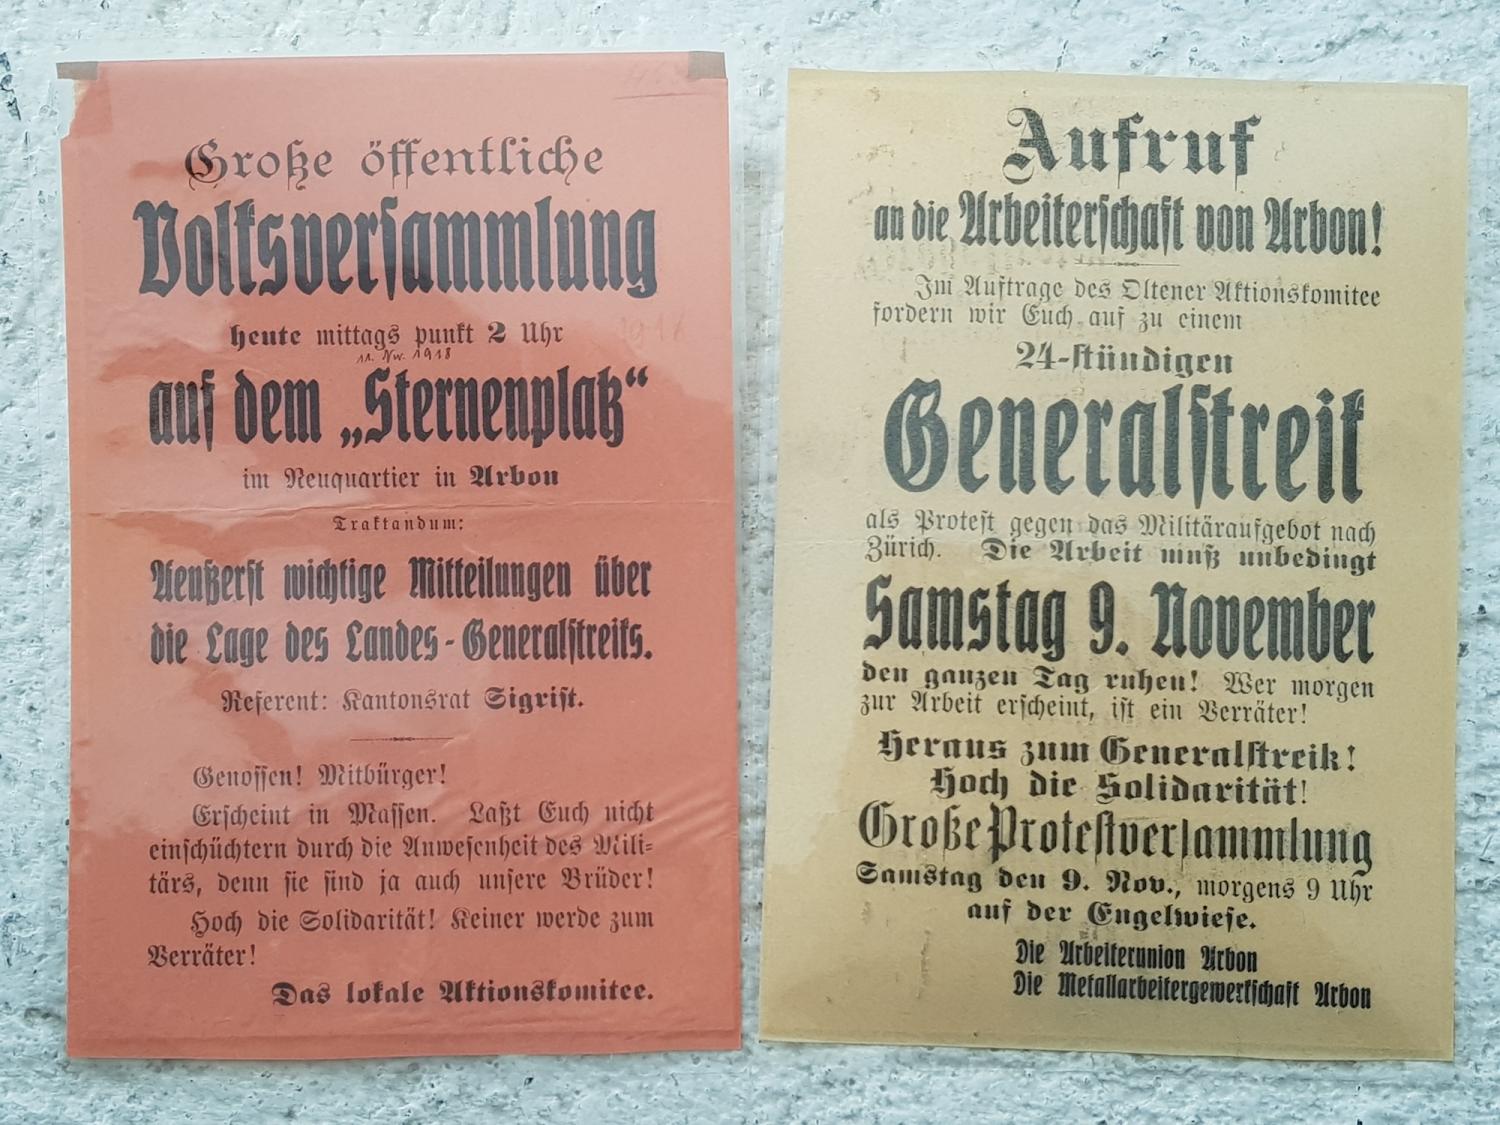 Große öffentliche
Volksversammlung
heute mittags punkt 2 Uhr
11. Nov. 1918
auf dem „Sternenplatz“
im Neuquartier in Arbon
Traktandum:
Aeußerst wichtige Mitteilungen über
die Lage des Landes-Generalstreiks.
Referent: Kantonsrat Sigrist.
Genossen! Mitbürger!
Erscheint in Massen. Laßt Euch nicht
einschüchtern durch die Anwesenheit des Mili-
tärs, denn sie sind ja auch unsere Brüder!
Hoch die Solidarität! Keiner werde zum
Verräter!
Das lokale Aktionskomitee.
Aufruf
an die Arbeiterschaft von Arbon!
Im Auftrage des Oltener Aktionskomitee
fordern wir Euch auf zu einem
24-stündigen
Generalstreik
als Protest gegen das Militäraufgebot nach
Zürich. Die Arbeit muß unbedingt
Samstag 9. November
den ganzen Tag ruhen! Wer morgen
zur Arbeit erscheint, ist ein Verräter!
Heraus zum Generalstreik!
Hoch die Solidarität!
Große Protestversammlung
Samstag den 9. Nov., morgens 9 Uhr
auf der Engelwiese.
Die Arbeiterunion Arbon
Die Metallarbeitergewerkschaft Arbon